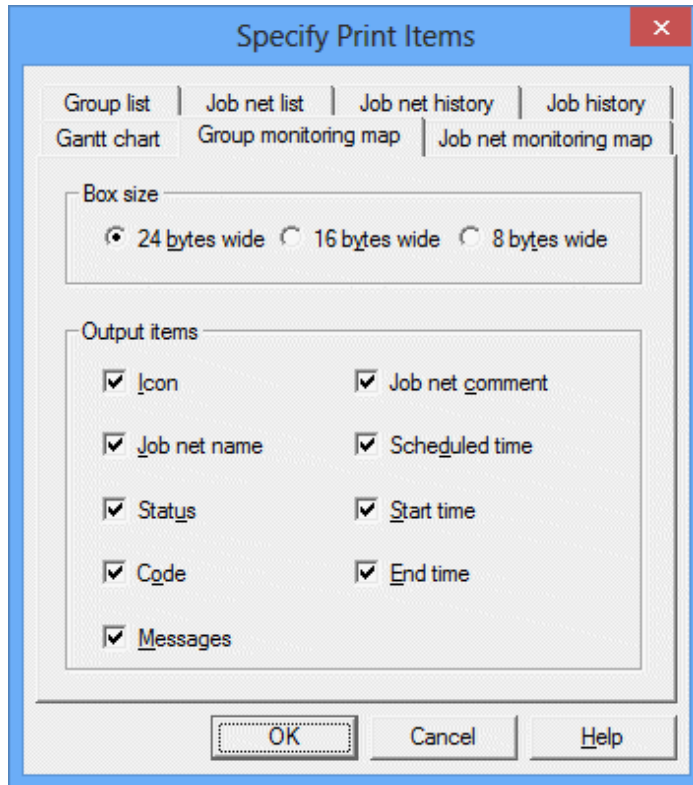 Specify Print Items
Group list Job net list Job net history Job history
Gantt chart Group monitoring map Job net monitoring map
Box size
24 bytes wide 16 bytes wide 8 bytes wide
Output items
Icon Job net comment
Job net name Scheduled time
Status Start time
Code End time
Messages
OK Cancel Help